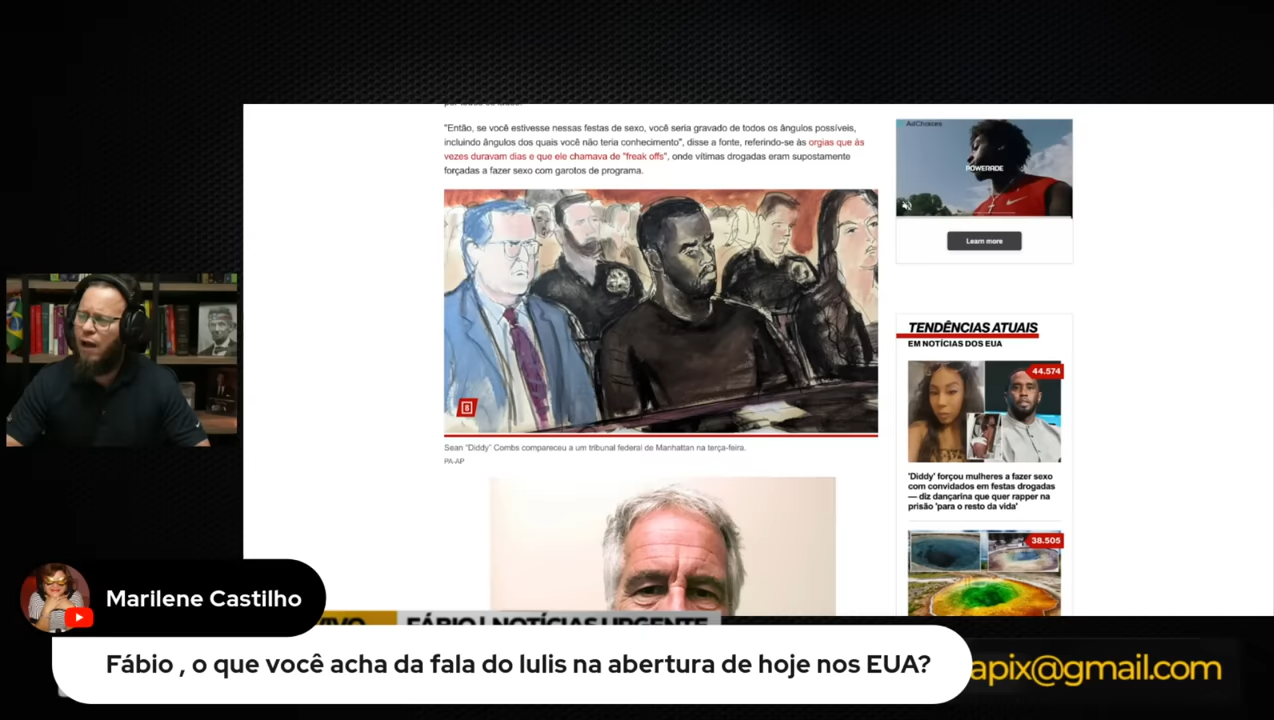 "Então, se você estivesse nessas festas de sexo, você seria gravado de todos os ângulos possíveis,
incluindo ângulos dos quais você não teria conhecimento", disse a fonte, referindo-se às orgias que às
vezes duravam dias e que ele chamava de "freak offs", onde vítimas drogadas eram supostamente
forçadas a fazer sexo com garotos de programa.
Sean "Diddy" Combs compareceu a um tribunal federal de Manhattan na terça-feira.
PA-AP
AdChoices
POWERADE
Learn more
TENDÊNCIAS ATUAIS
EM NOTÍCIAS DOS EUA
44.574
'Diddy' forçou mulheres a fazer sexo
com convidados em festas drogadas
— diz dançarina que quer rapper na
prisão 'para o resto da vida'
38.505
VIVO FÁBIO | NOTÍCIAS URGENTE
Marilene Castilho
Fábio , o que você acha da fala do lulis na abertura de hoje nos EUA?
apix@gmail.com